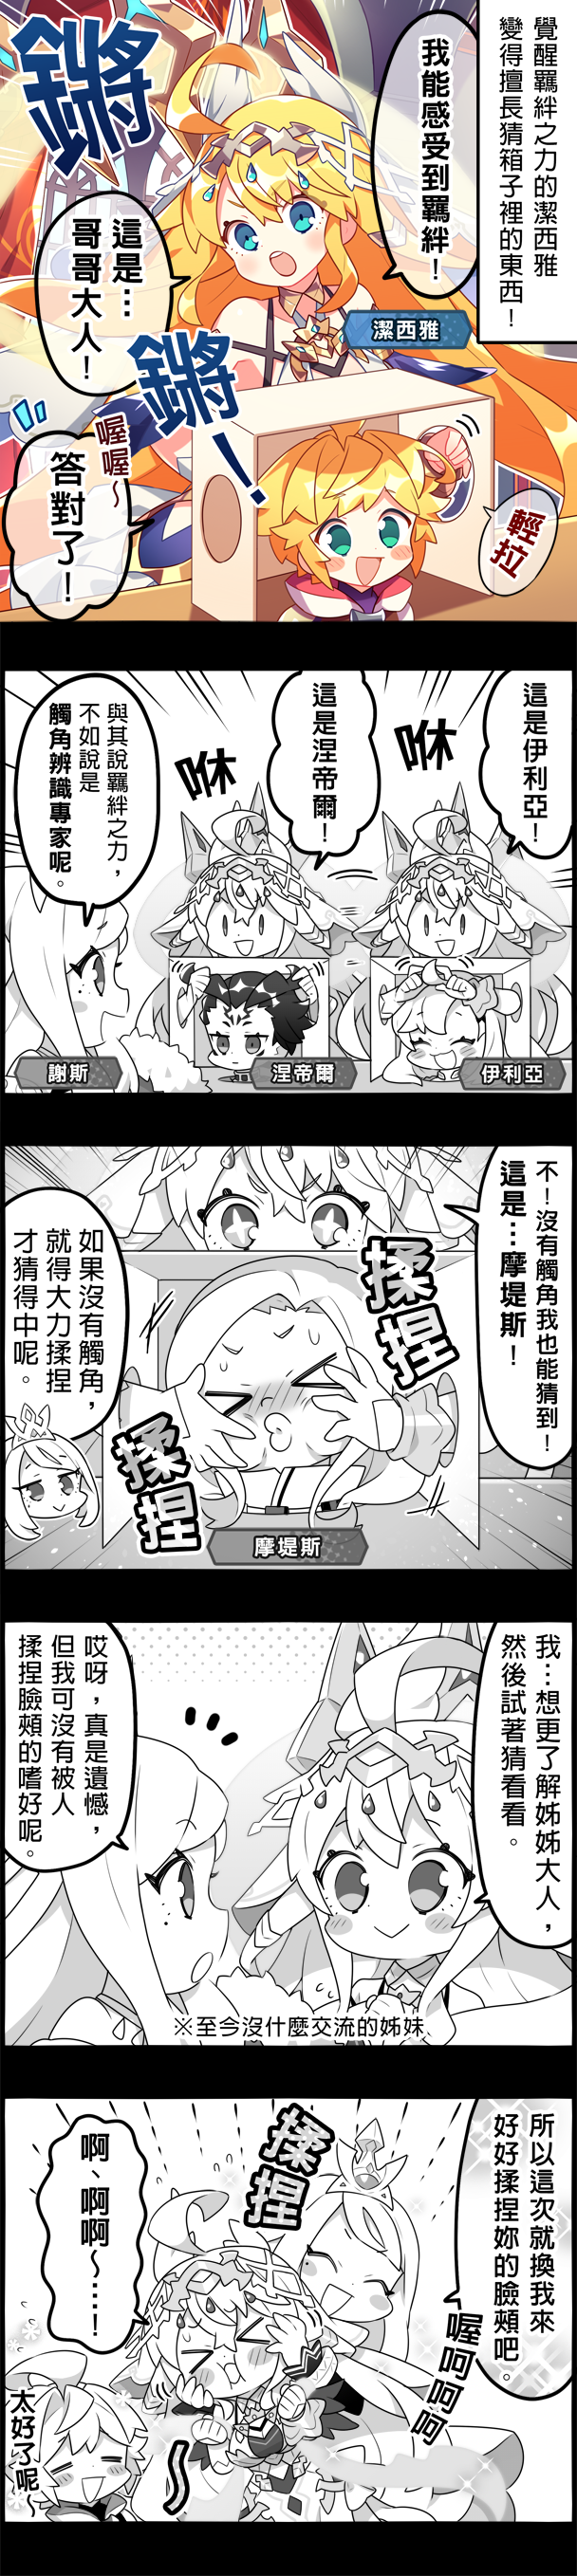 覺醒羈絆之力的潔西雅
變得擅長猜箱子裡的東西！
我能感受到羈絆！
鏘
這是…
哥哥大人！
潔西雅
鏘！
喔喔～
答對了！
輕拉
這是伊利亞！
咻
這是涅帝爾！
咻
與其說羈絆之力，
不如說是
觸角辨識專家呢。
伊利亞
涅帝爾
謝斯
不！沒有觸角我也能猜到！
這是…摩堤斯！
揉捏
如果沒有觸角，
就得大力揉捏
才猜得中呢。
揉捏
摩堤斯
我…想更了解姊姊大人，
然後試著猜看看。
哎呀，真是遺憾，
但我可沒有被人
揉捏臉頰的嗜好呢。
※至今沒什麼交流的姊妹
所以這次就換我來
好好揉捏妳的臉頰吧。
喔呵呵呵
揉捏
啊、啊啊～…！
太好了呢～